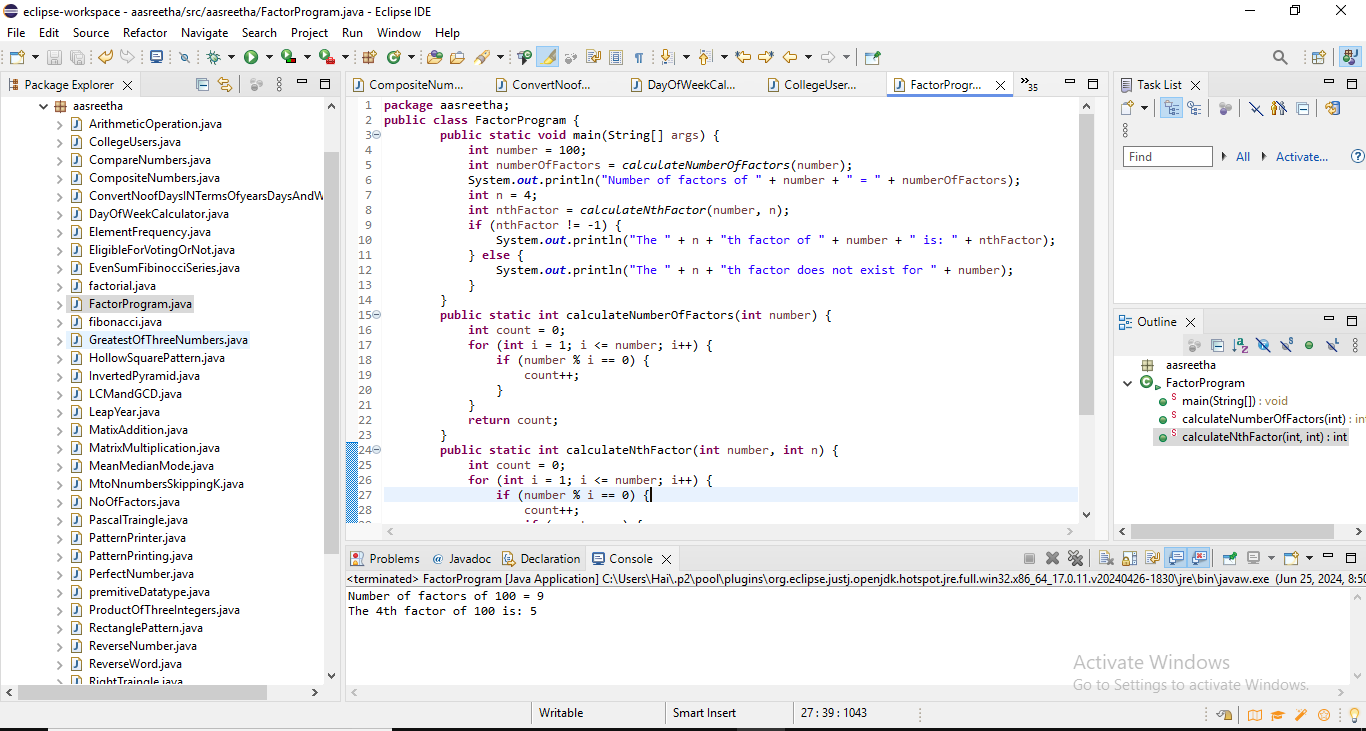 eclipse-workspace - aasreetha/src/aasreetha/FactorProgram.java - Eclipse IDE
File Edit Source Refactor Navigate Search Project Run Window Help
Package Explorer
aasreetha
ArithmeticOperation.java
CollegeUsers.java
CompareNumbers.java
CompositeNumbers.java
ConvertNoofDaysINTermsOfyearsDaysAndW
DayOfWeekCalculator.java
ElementFrequency.java
EligibleForVotingOrNot.java
EvenSumFibinocciSeries.java
factorial.java
FactorProgram.java
fibonacci.java
GreatestOfThreeNumbers.java
HollowSquarePattern.java
InvertedPyramid.java
LCMandGCD.java
LeapYear.java
MatixAddition.java
MatrixMultiplication.java
MeanMedianMode.java
MtoNnumbersSkippingK.java
NoOfFactors.java
PascalTraingle.java
PatternPrinter.java
PatternPrinting.java
PerfectNumber.java
premitiveDatatype.java
ProductOfThreeIntegers.java
RectanglePattern.java
ReverseNumber.java
ReverseWord.java
RightTraingle.java
CompositeNum... ConvertNoof... DayOfWeekCal... CollegeUser... FactorProgr... »35
1 package aasreetha;
2 public class FactorProgram {
3 public static void main(String[] args) {
4 int number = 100;
5 int numberOfFactors = calculateNumberOfFactors(number);
6 System.out.println("Number of factors of " + number + " = " + numberOfFactors);
7 int n = 4;
8 int nthFactor = calculateNthFactor(number, n);
9 if (nthFactor != -1) {
10 System.out.println("The " + n + "th factor of " + number + " is: " + nthFactor);
11 } else {
12 System.out.println("The " + n + "th factor does not exist for " + number);
13 }
14 }
15 public static int calculateNumberOfFactors(int number) {
16 int count = 0;
17 for (int i = 1; i <= number; i++) {
18 if (number % i == 0) {
19 count++;
20 }
21 }
22 return count;
23 }
24 public static int calculateNthFactor(int number, int n) {
25 int count = 0;
26 for (int i = 1; i <= number; i++) {
27 if (number % i == 0) {
28 count++;
Task List
Find All Activate...
Outline
aasreetha
FactorProgram
main(String[]) : void
calculateNumberOfFactors(int) : in
calculateNthFactor(int, int) : int
Problems Javadoc Declaration Console
<terminated> FactorProgram [Java Application] C:\Users\Hai\.p2\pool\plugins\org.eclipse.justj.openjdk.hotspot.jre.full.win32.x86_64_17.0.11.v20240426-1830\jre\bin\javaw.exe (Jun 25, 2024, 8:50
Number of factors of 100 = 9
The 4th factor of 100 is: 5
Activate Windows
Go to Settings to activate Windows.
Writable Smart Insert 27 : 39 : 1043